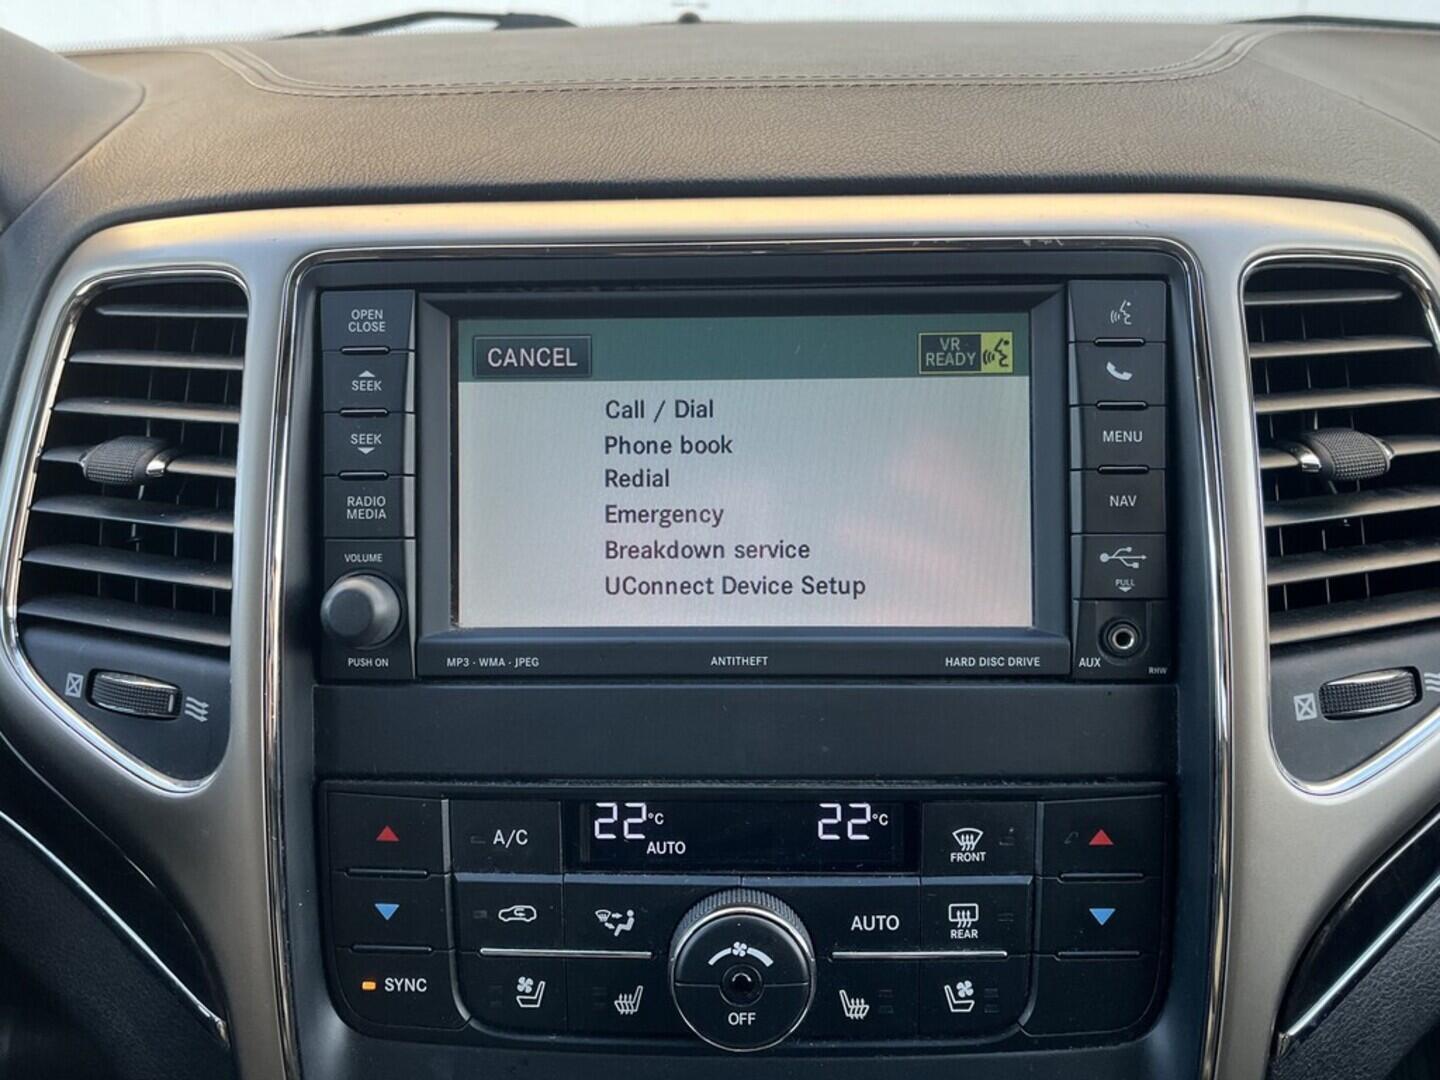 OPEN
CLOSE
SEEK
SEEK
RADIO
MEDIA
VOLUME
PUSH ON
CANCEL
VR
READY
Call / Dial
Phone book
Redial
Emergency
Breakdown service
UConnect Device Setup
MP3 · WMA · JPEG
ANTITHEFT
HARD DISC DRIVE
MENU
NAV
PULL
AUX
RHW
A/C
22°C
AUTO
22°C
FRONT
AUTO
REAR
SYNC
OFF